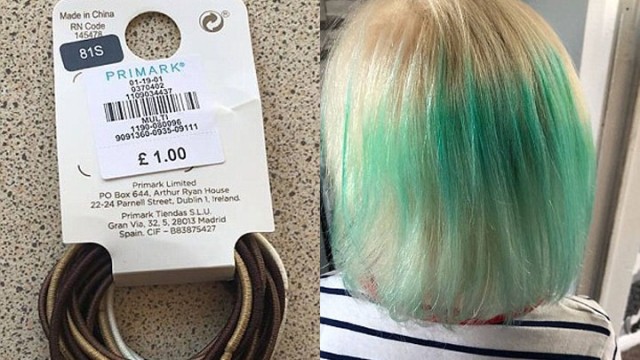 Made in China
RN Code
145478
81S
PRIMARK®
01-19-01
0370402
1109034437
MULTI
1190-080096
9091360-0935-09111
£ 1.00
Primark Limited
PO Box 644, Arthur Ryan House
22-24 Parnell Street, Dublin 1, Ireland.
Primark Tiendas S.L.U.
Gran Via, 32, 5, 28013 Madrid
Spain. CIF – B83875427